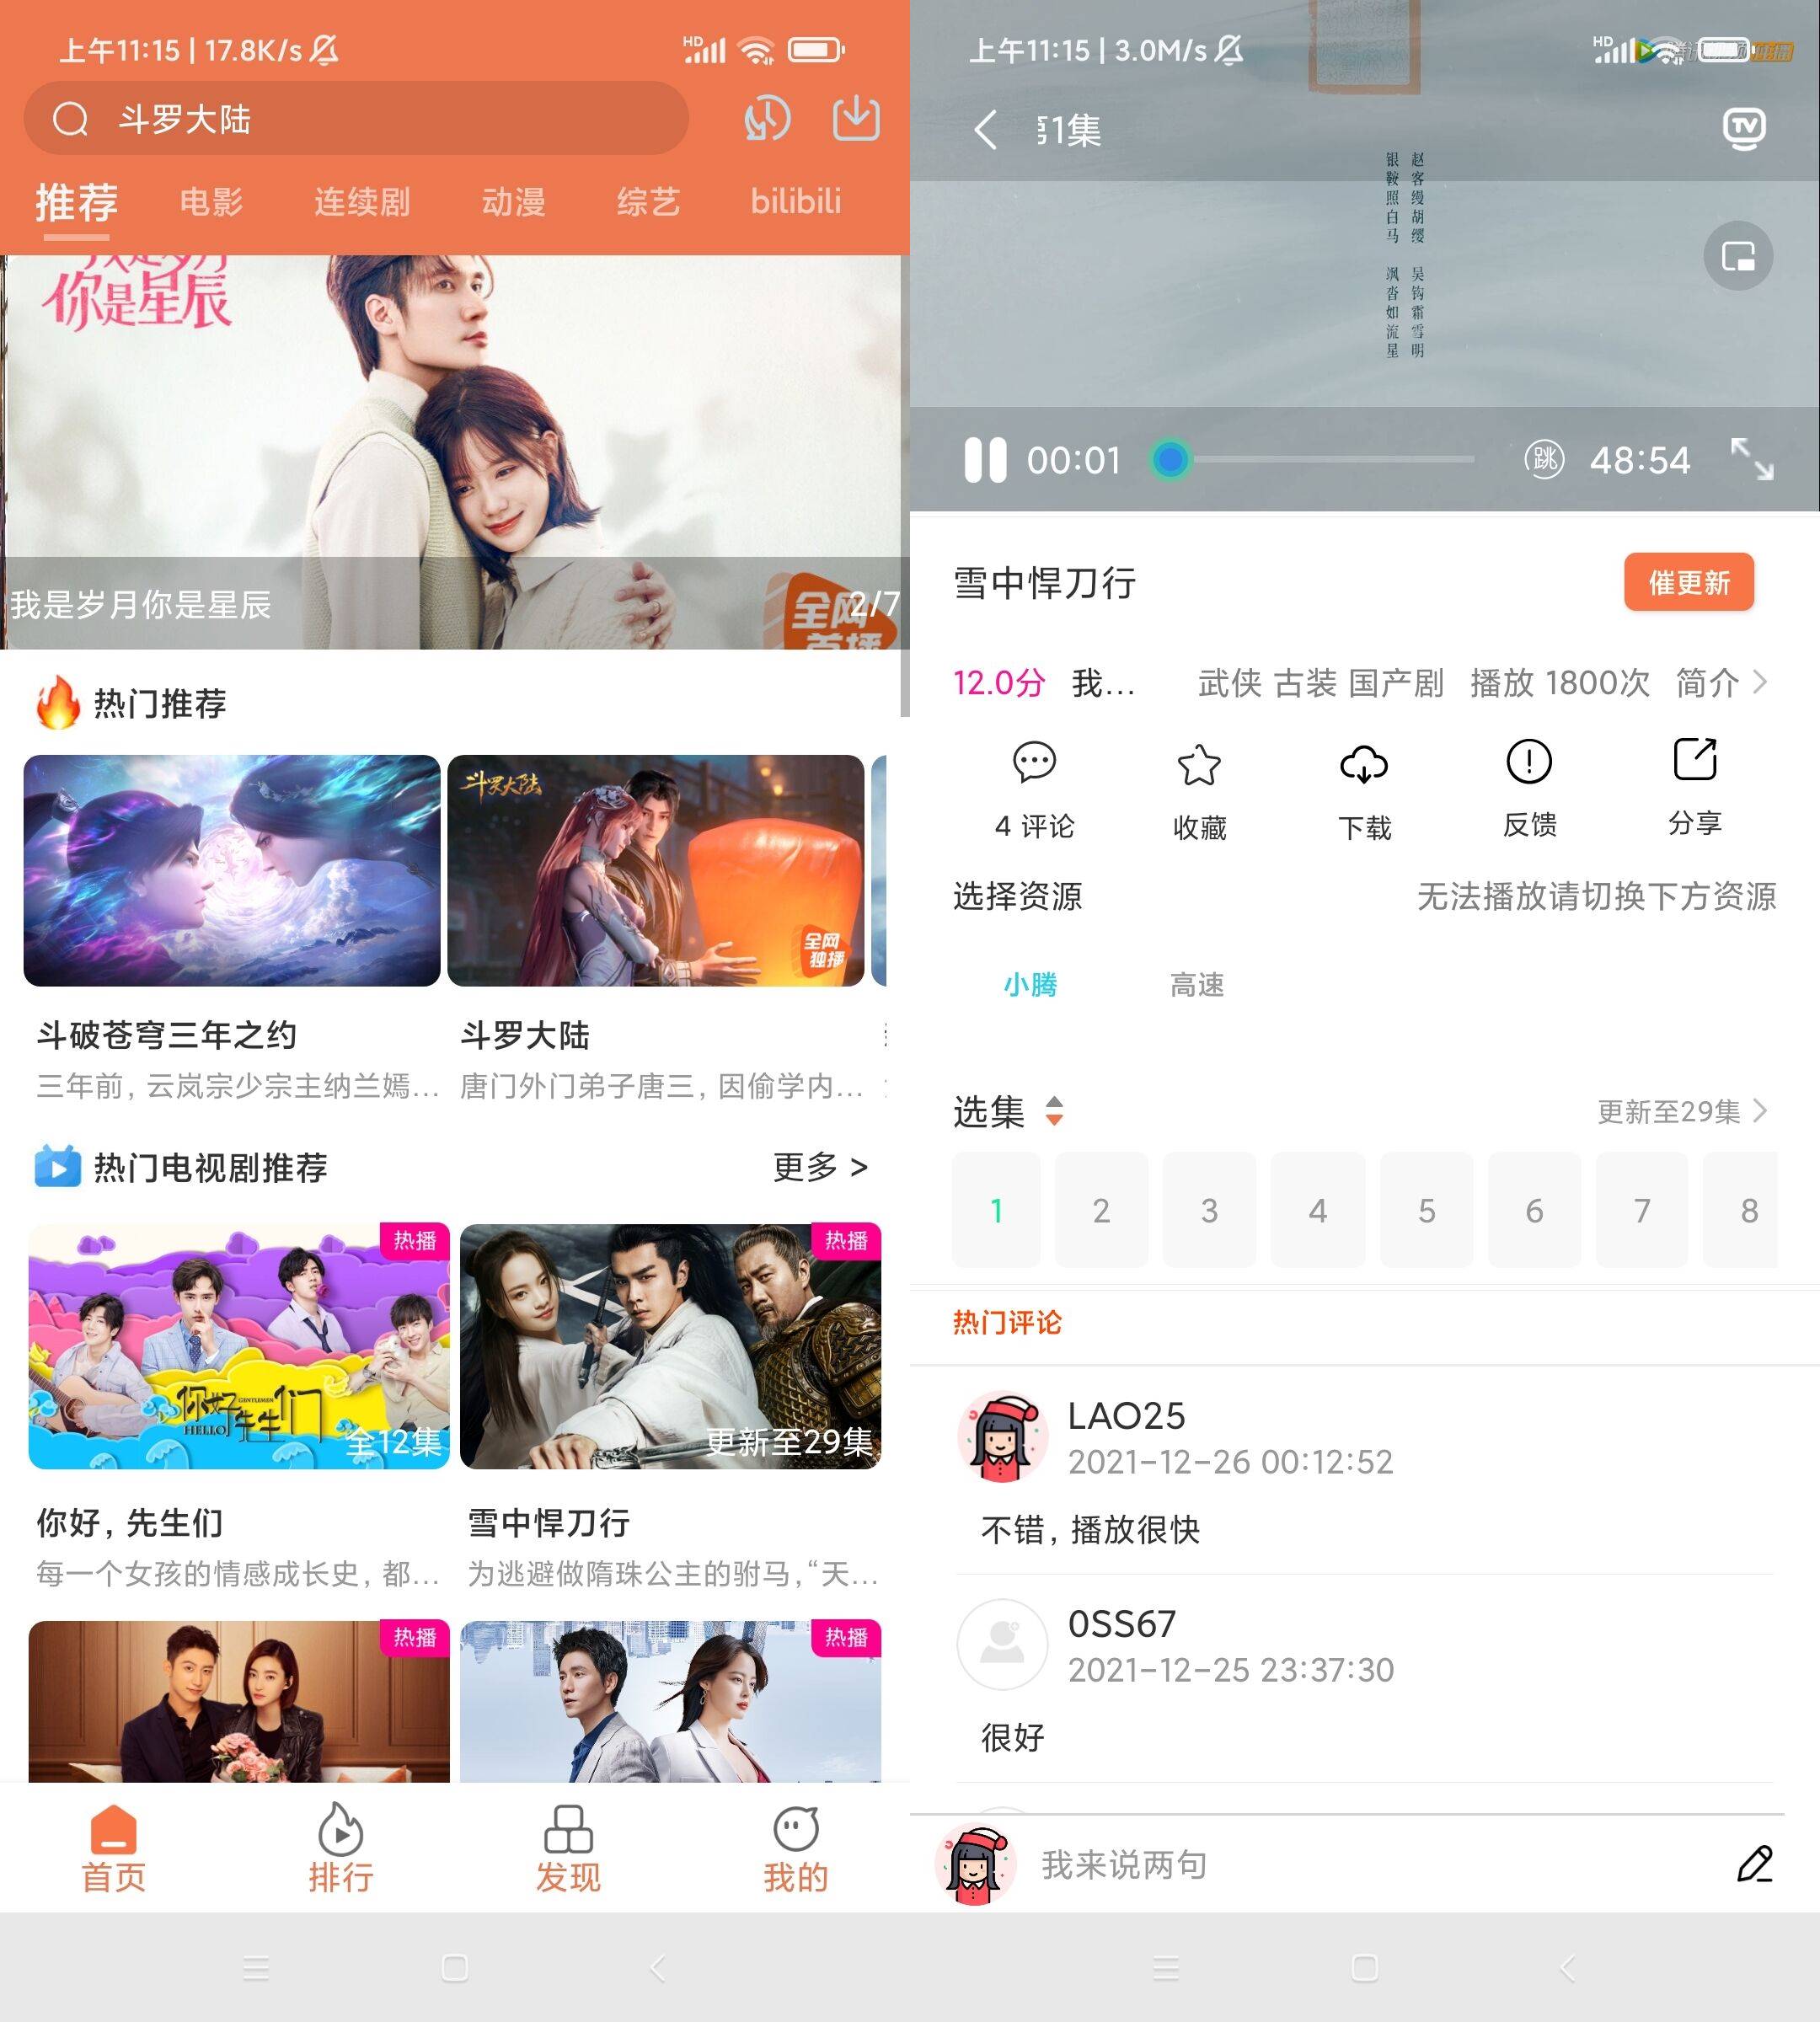 上午11:15 | 17.8K/s
HD
斗罗大陆
推荐 电影 连续剧 动漫 综艺 bilibili
你是星辰
我是岁月你是星辰
全网
首播
2/7
热门推荐
斗罗大陆
全网
独播
斗破苍穹三年之约 斗罗大陆
三年前, 云岚宗少宗主纳兰嫣... 唐门外门弟子唐三, 因偷学内...
热门电视剧推荐 更多 >
热播 热播
你好先生们
GENTLEMEN
HELLO
全12集 更新至29集
你好, 先生们 雪中悍刀行
每一个女孩的情感成长史, 都... 为逃避做隋珠公主的驸马,“天...
热播 热播
首页 排行 发现 我的
上午11:15 | 3.0M/s
HD
1集
TV
赵客缦胡缨 吴钩霜雪明
银鞍照白马 飒沓如流星
00:01 跳 48:54
雪中悍刀行 催更新
12.0分 我... 武侠 古装 国产剧 播放 1800次 简介
4 评论 收藏 下载 反馈 分享
选择资源 无法播放请切换下方资源
小腾 高速
选集 更新至29集
1 2 3 4 5 6 7 8
热门评论
LAO25
2021-12-26 00:12:52
不错, 播放很快
0SS67
2021-12-25 23:37:30
很好
我来说两句